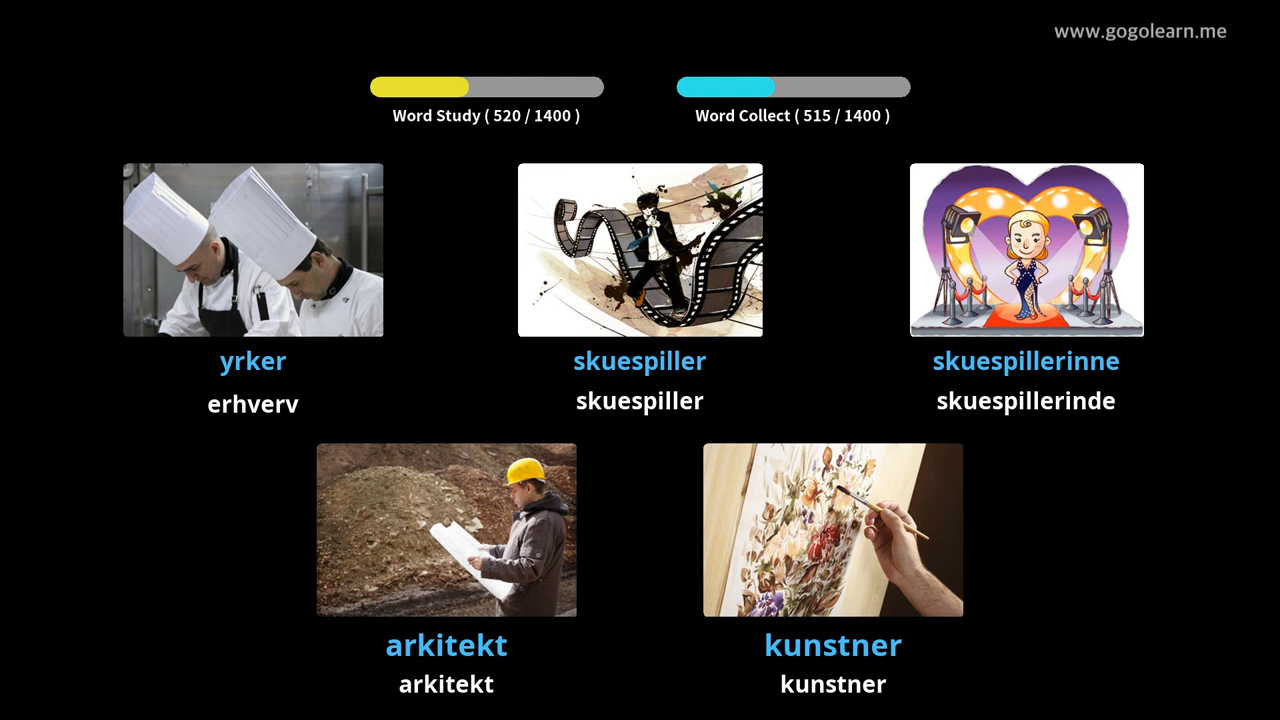 www.gogolearn.me
Word Study ( 520 / 1400 )
Word Collect ( 515 / 1400 )
yrker
erhverv
skuespiller
skuespiller
skuespillerinne
skuespillerinde
arkitekt
arkitekt
kunstner
kunstner